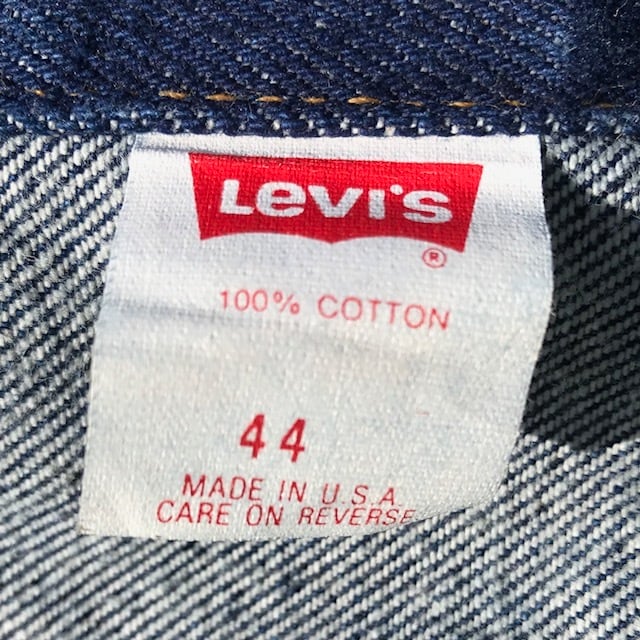 Levi's
®
100% COTTON
44
MADE IN U.S.A.
CARE ON REVERSE